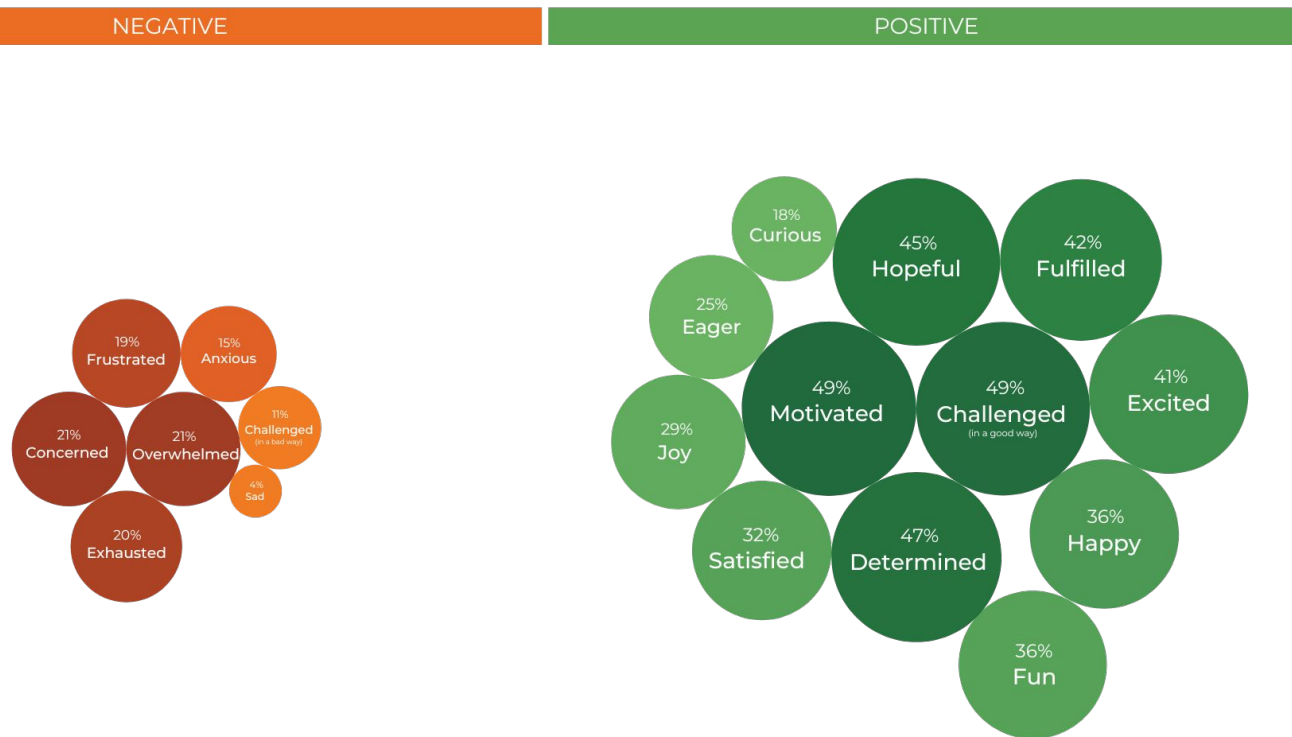 NEGATIVE
POSITIVE
19%
Frustrated
15%
Anxious
21%
Concerned
21%
Overwhelmed
11%
Challenged
(in a bad way)
4%
Sad
20%
Exhausted
18%
Curious
45%
Hopeful
42%
Fulfilled
25%
Eager
49%
Motivated
49%
Challenged
(in a good way)
41%
Excited
29%
Joy
32%
Satisfied
47%
Determined
36%
Happy
36%
Fun